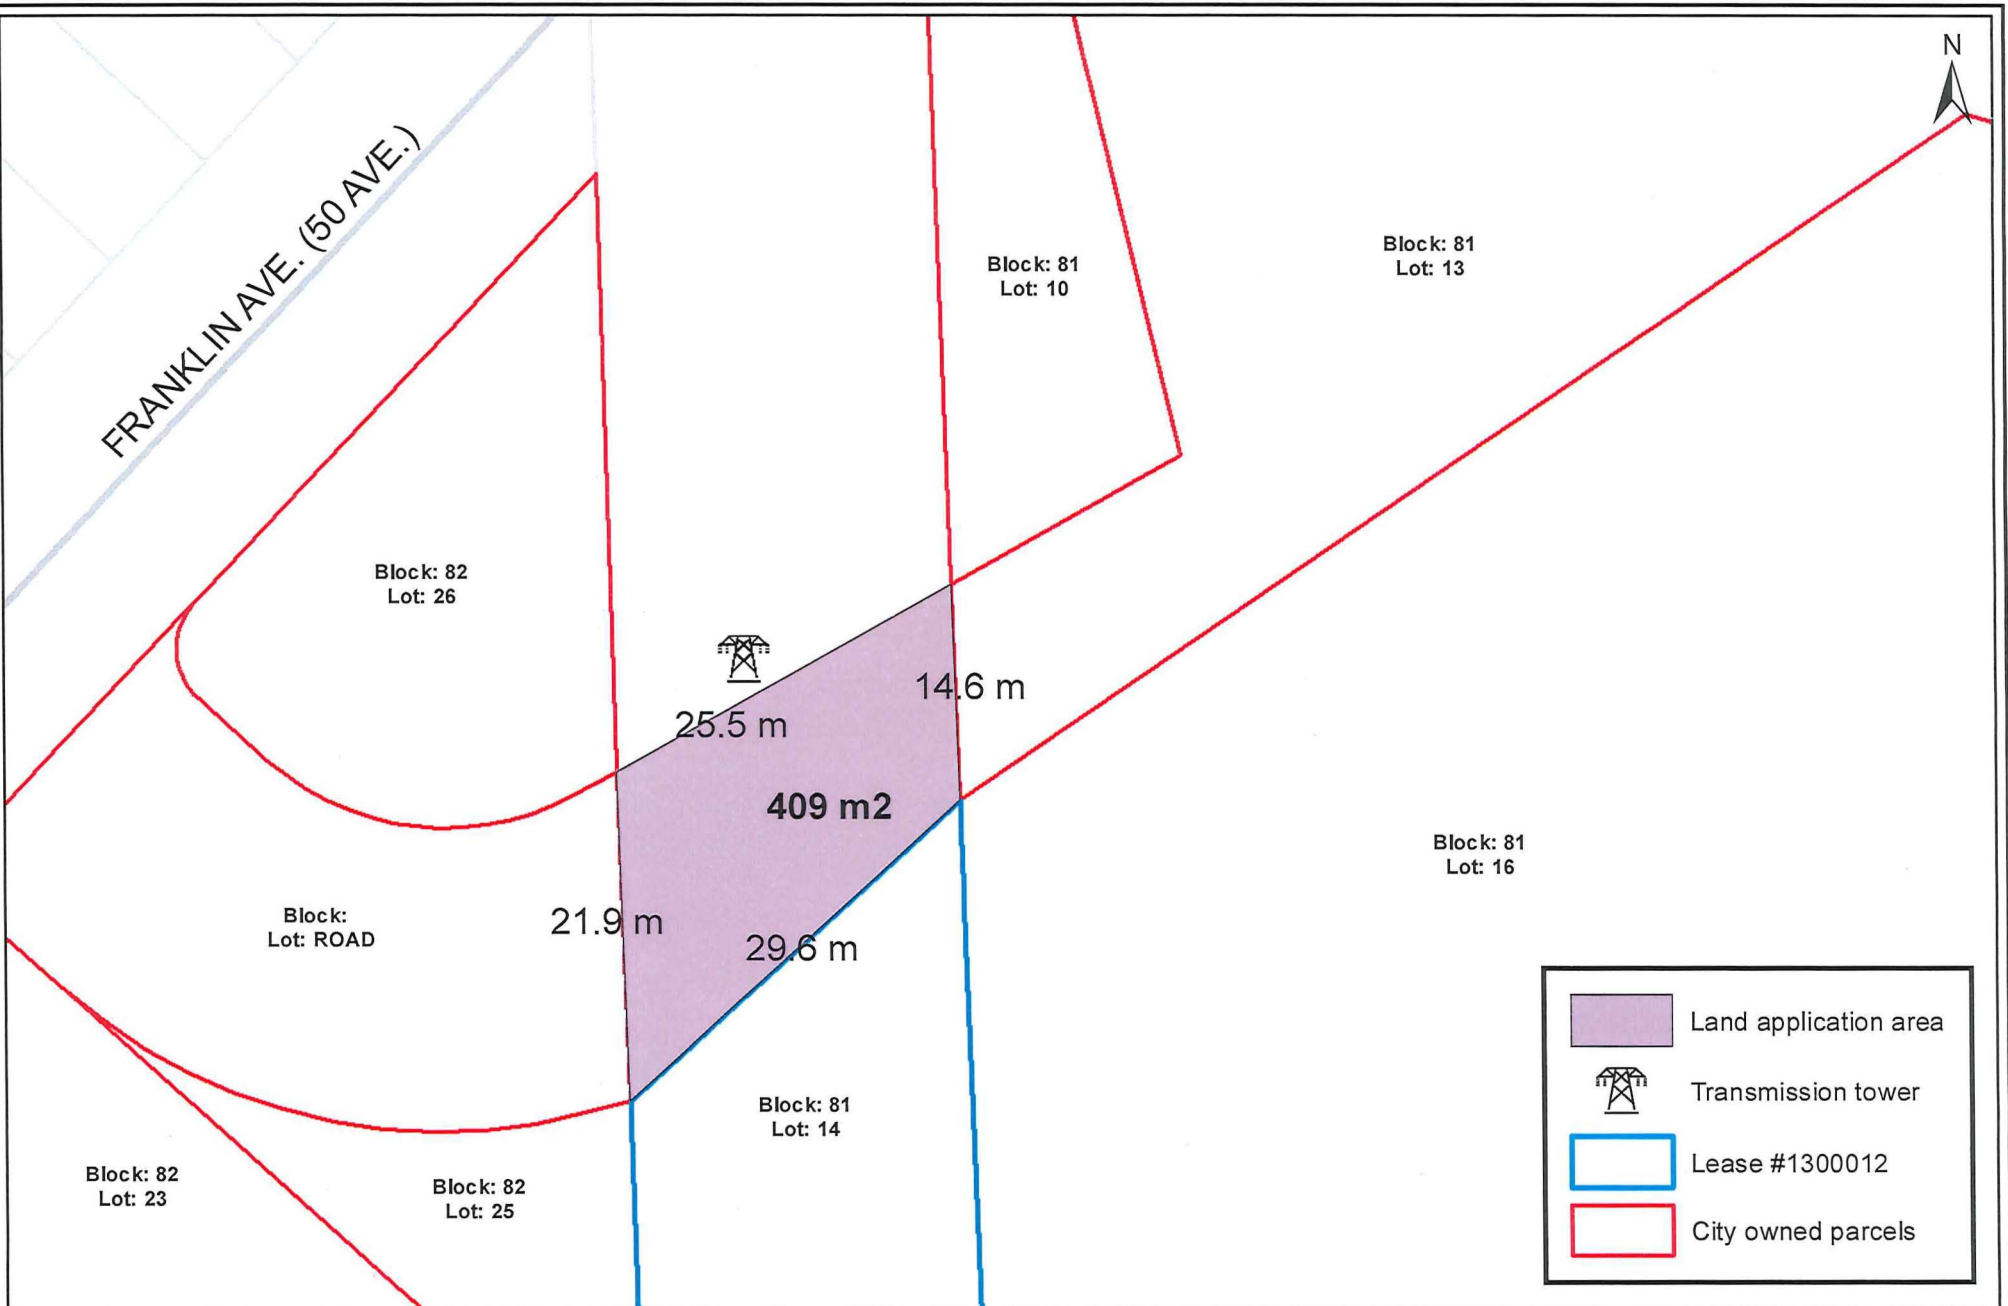 N
FRANKLIN AVE. (50 AVE.)
Block: 81
Lot: 10
Block: 81
Lot: 13
Block: 82
Lot: 26
14.6 m
25.5 m
409 m2
Block: 81
Lot: 16
21.9 m
29.6 m
Block:
Lot: ROAD
Block: 81
Lot: 14
Block: 82
Lot: 23
Block: 82
Lot: 25
Land application area
Transmission tower
Lease #1300012
City owned parcels